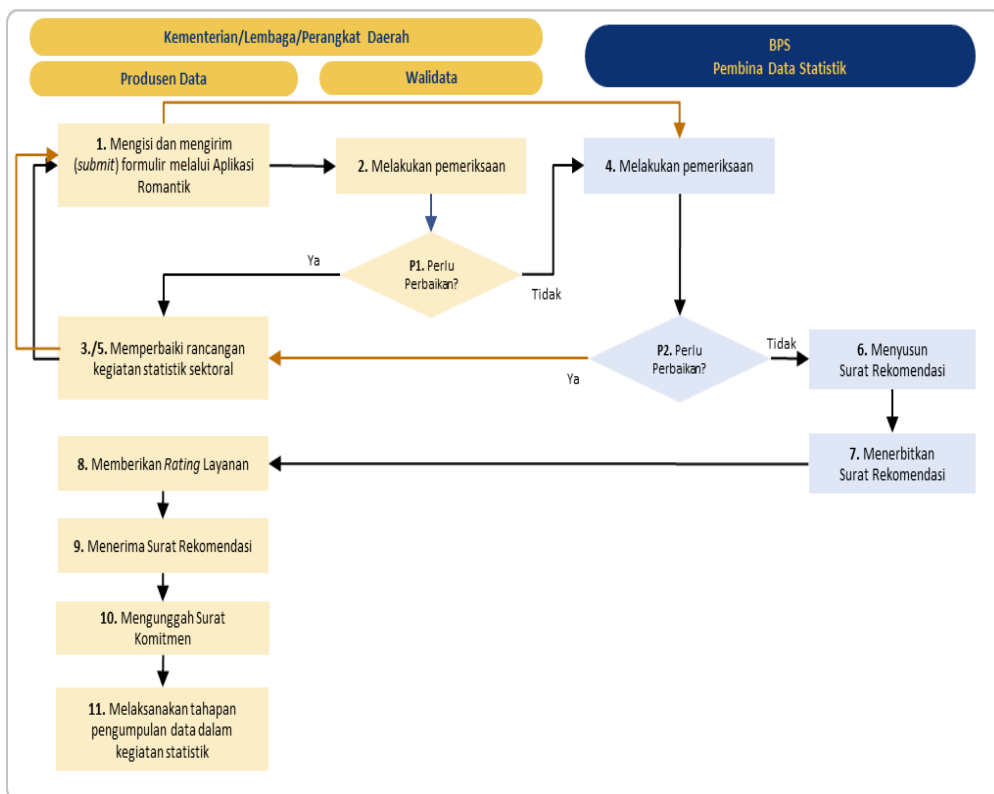 Kementerian/Lembaga/Perangkat Daerah
BPS
Pembina Data Statistik
Produsen Data
Walidata
1. Mengisi dan mengirim
(submit) formulir melalui Aplikasi
Romantik
2. Melakukan pemeriksaan
4. Melakukan pemeriksaan
Ya
P1. Perlu
Perbaikan?
Tidak
3./5. Memperbaiki rancangan
kegiatan statistik sektoral
Ya
P2. Perlu
Perbaikan?
Tidak
6. Menyusun
Surat Rekomendasi
7. Menerbitkan
Surat Rekomendasi
8. Memberikan Rating Layanan
9. Menerima Surat Rekomendasi
10. Mengunggah Surat
Komitmen
11. Melaksanakan tahapan
pengumpulan data dalam
kegiatan statistik